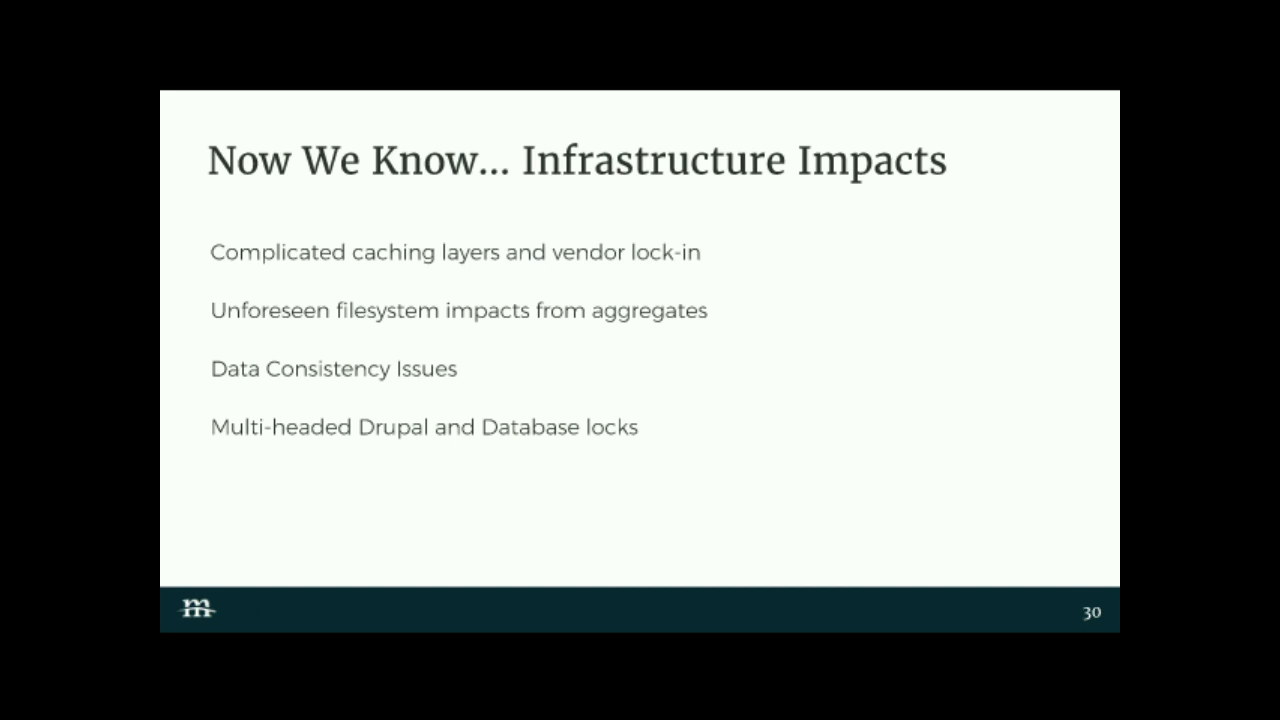 Now We Know... Infrastructure Impacts
Complicated caching layers and vendor lock-in
Unforeseen filesystem impacts from aggregates
Data Consistency Issues
Multi-headed Drupal and Database locks
m
30